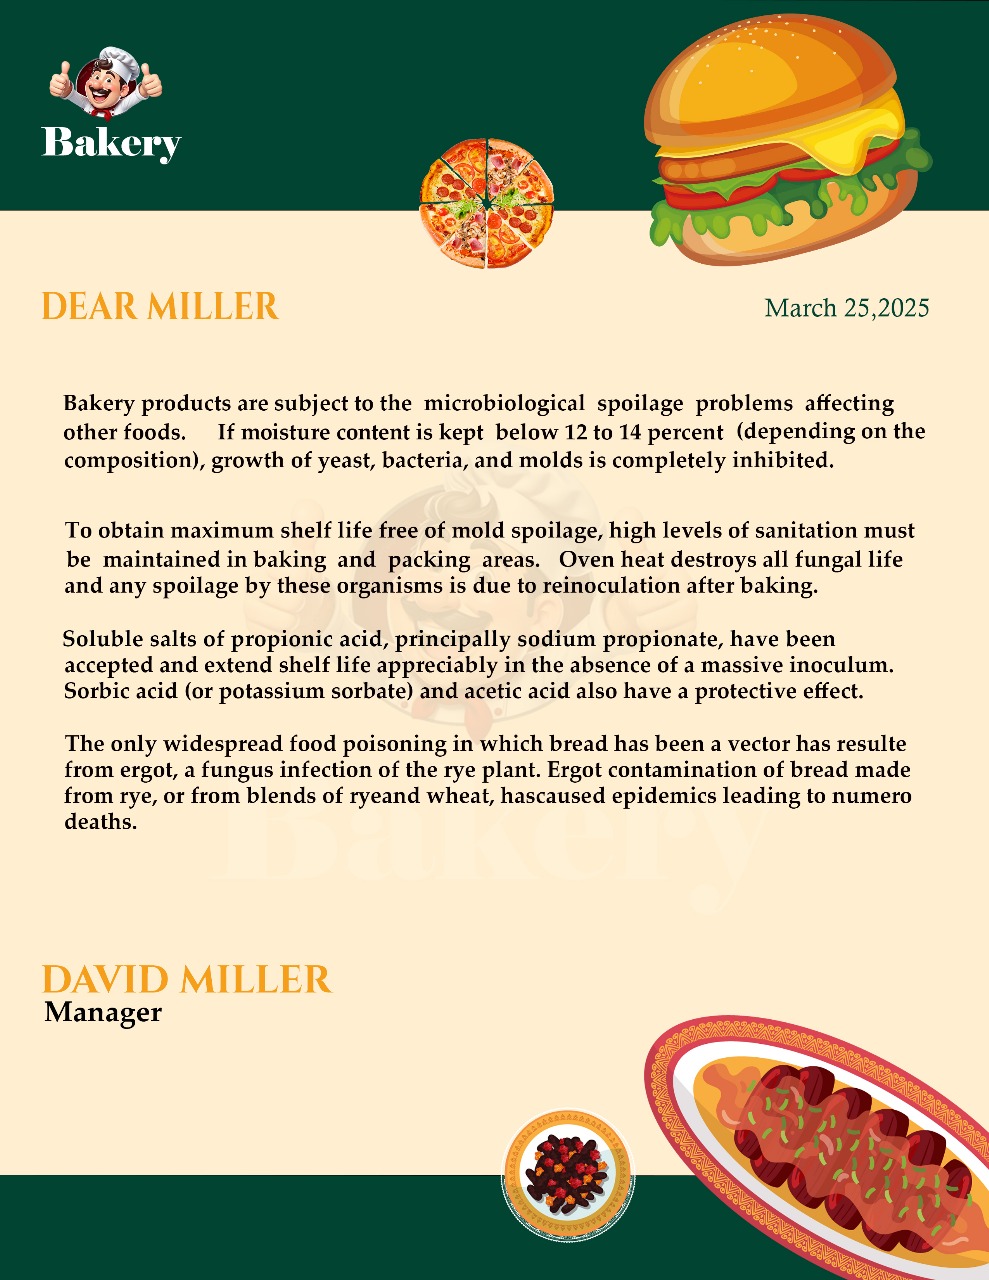 Bakery
DEAR MILLER
March 25,2025
Bakery products are subject to the microbiological spoilage problems affecting
other foods. If moisture content is kept below 12 to 14 percent (depending on the
composition), growth of yeast, bacteria, and molds is completely inhibited.
To obtain maximum shelf life free of mold spoilage, high levels of sanitation must
be maintained in baking and packing areas. Oven heat destroys all fungal life
and any spoilage by these organisms is due to reinoculation after baking.
Soluble salts of propionic acid, principally sodium propionate, have been
accepted and extend shelf life appreciably in the absence of a massive inoculum.
Sorbic acid (or potassium sorbate) and acetic acid also have a protective effect.
The only widespread food poisoning in which bread has been a vector has resulte
from ergot, a fungus infection of the rye plant. Ergot contamination of bread made
from rye, or from blends of ryeand wheat, hascaused epidemics leading to numero
deaths.
Bakery
DAVID MILLER
Manager